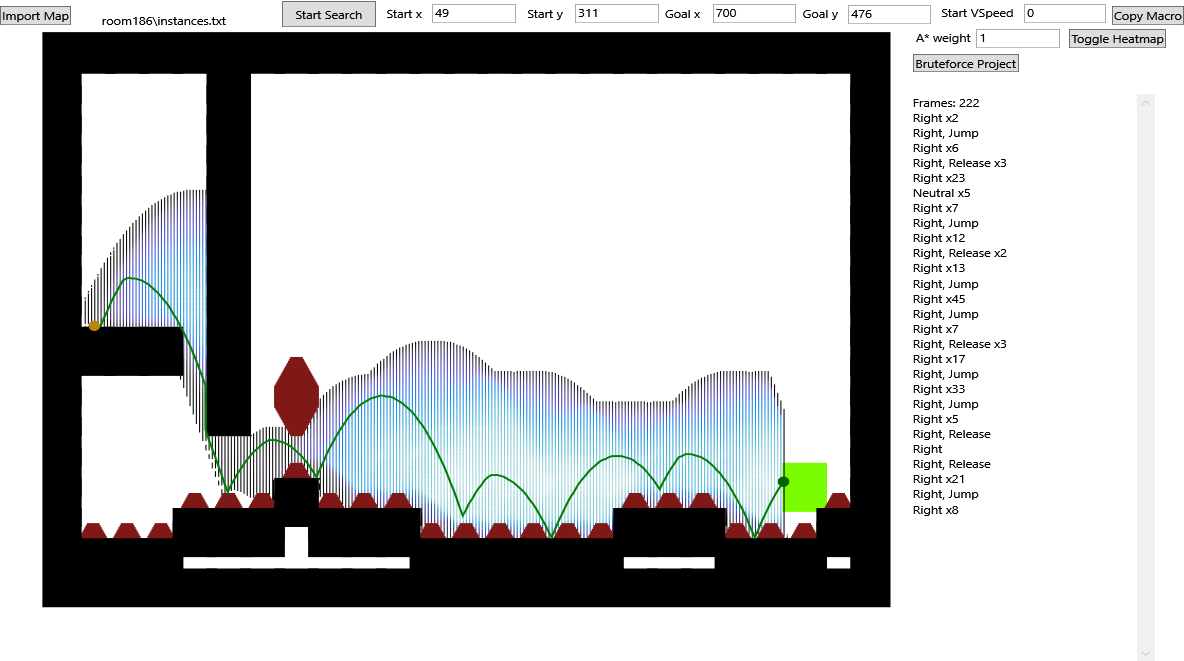 Import Map
room186\instances.txt
Start Search
Start x 49
Start y 311
Goal x 700
Goal y 476
Start VSpeed 0
Copy Macro
A* weight 1
Toggle Heatmap
Bruteforce Project
Frames: 222
Right x2
Right, Jump
Right x6
Right, Release x3
Right x23
Neutral x5
Right x7
Right, Jump
Right x12
Right, Release x2
Right x13
Right, Jump
Right x45
Right, Jump
Right x7
Right, Release x3
Right x17
Right, Jump
Right x33
Right, Jump
Right x5
Right, Release
Right
Right, Release
Right x21
Right, Jump
Right x8